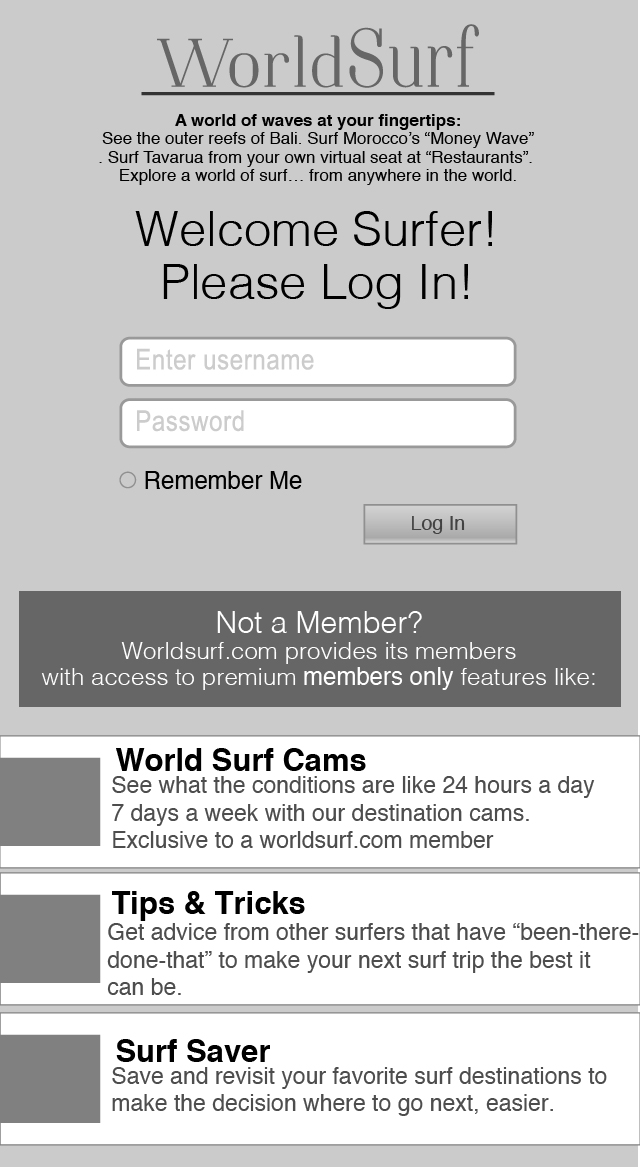 WorldSurf
A world of waves at your fingertips:
See the outer reefs of Bali. Surf Morocco’s “Money Wave”
. Surf Tavarua from your own virtual seat at “Restaurants”.
Explore a world of surf… from anywhere in the world.
Welcome Surfer!
Please Log In!
Enter username
Password
Remember Me
Log In
Not a Member?
Worldsurf.com provides its members
with access to premium members only features like:
World Surf Cams
See what the conditions are like 24 hours a day
7 days a week with our destination cams.
Exclusive to a worldsurf.com member
Tips & Tricks
Get advice from other surfers that have “been-there-
done-that” to make your next surf trip the best it
can be.
Surf Saver
Save and revisit your favorite surf destinations to
make the decision where to go next, easier.